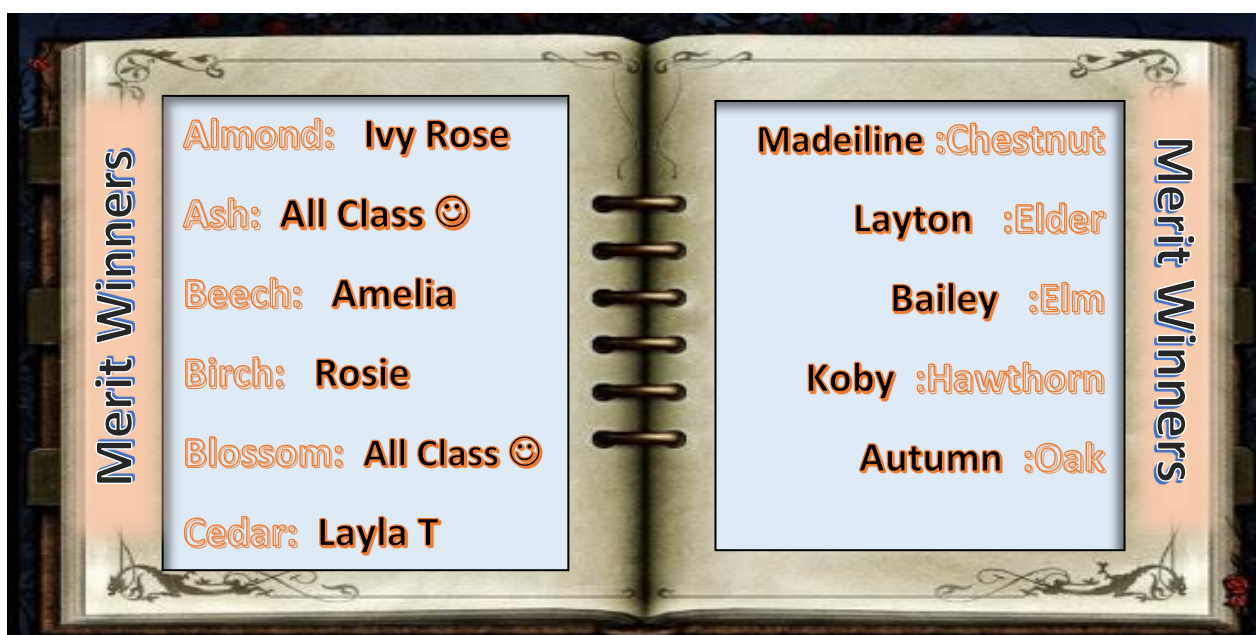 Merit Winners
Almond: Ivy Rose
Ash: All Class ☺
Beech: Amelia
Birch: Rosie
Blossom: All Class ☺
Cedar: Layla T
Madeiline :Chestnut
Layton :Elder
Bailey :Elm
Koby :Hawthorn
Autumn :Oak
Merit Winners